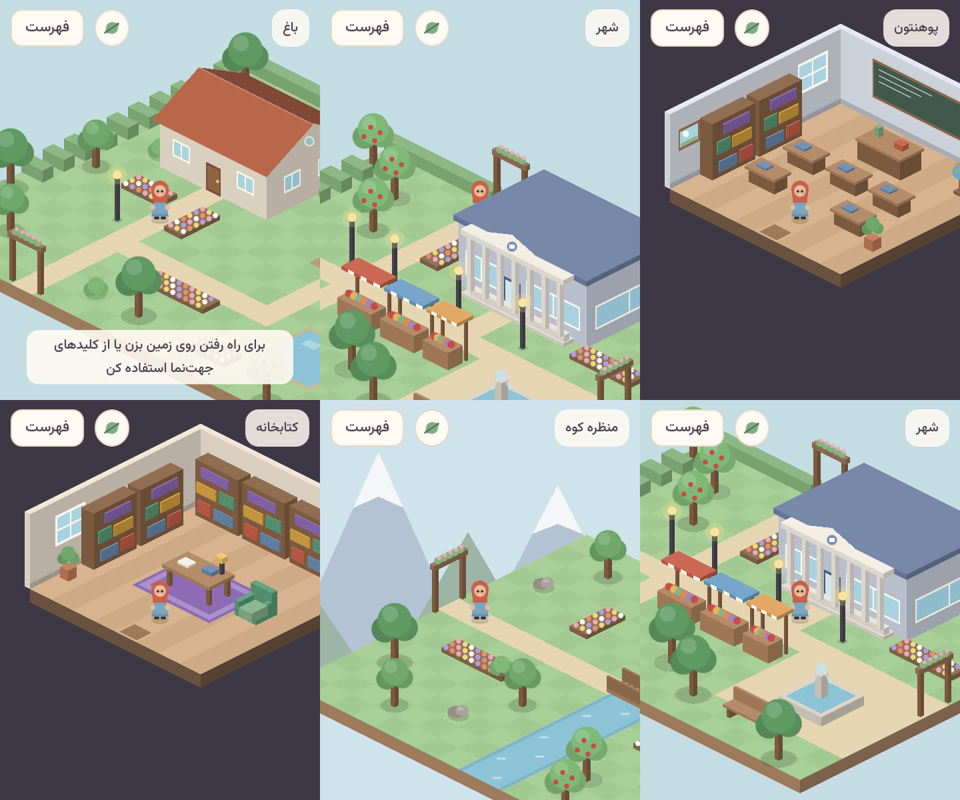 باغ
فهرست
برای راه رفتن روی زمین بزن یا از کلیدهای
جهت‌نما استفاده کن
شهر
فهرست
پوهنتون
فهرست
کتابخانه
فهرست
منظره کوه
فهرست
شهر
فهرست